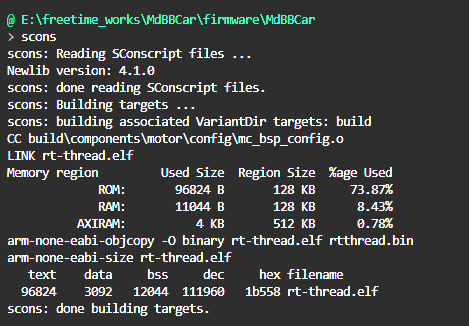 @ E:\freetime_works\MdBBCar\firmware\MdBBCar
> scons
scons: Reading SConscript files ...
Newlib version: 4.1.0
scons: done reading SConscript files.
scons: Building targets ...
scons: building associated VariantDir targets: build
CC build\components\motor\config\mc_bsp_config.o
LINK rt-thread.elf
Memory region         Used Size  Region Size  %age Used
             ROM:       96824 B       128 KB     73.87%
             RAM:       11044 B       128 KB      8.43%
          AXIRAM:          4 KB       512 KB      0.78%
arm-none-eabi-objcopy -O binary rt-thread.elf rtthread.bin
arm-none-eabi-size rt-thread.elf
   text    data     bss     dec     hex filename
  96824    3092   12044  111960   1b558 rt-thread.elf
scons: done building targets.